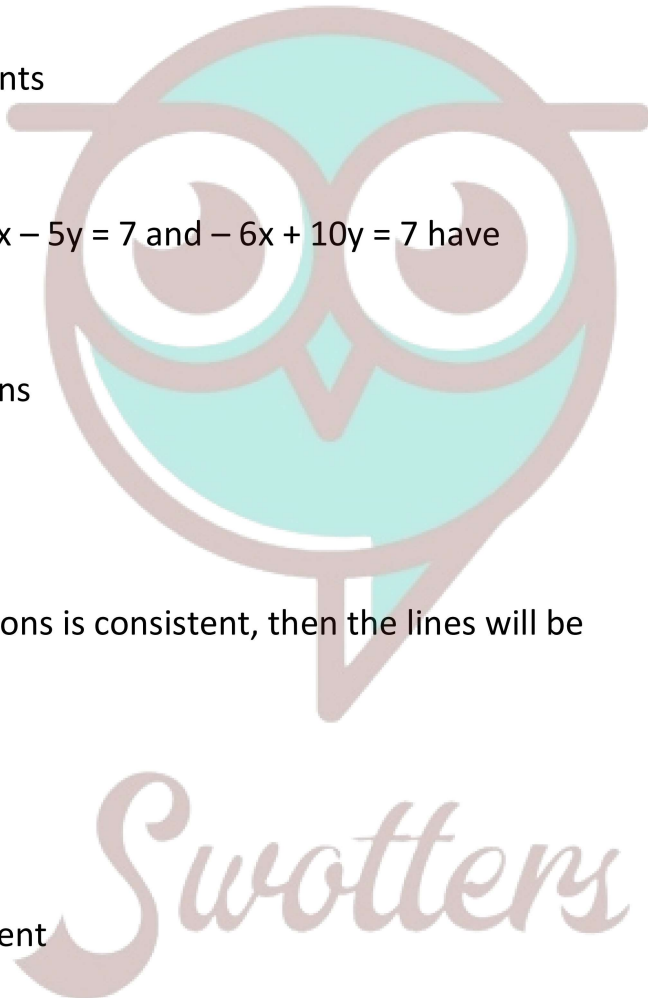 nts
x – 5y = 7 and – 6x + 10y = 7 have
ns
ons is consistent, then the lines will be
Swotters
ent